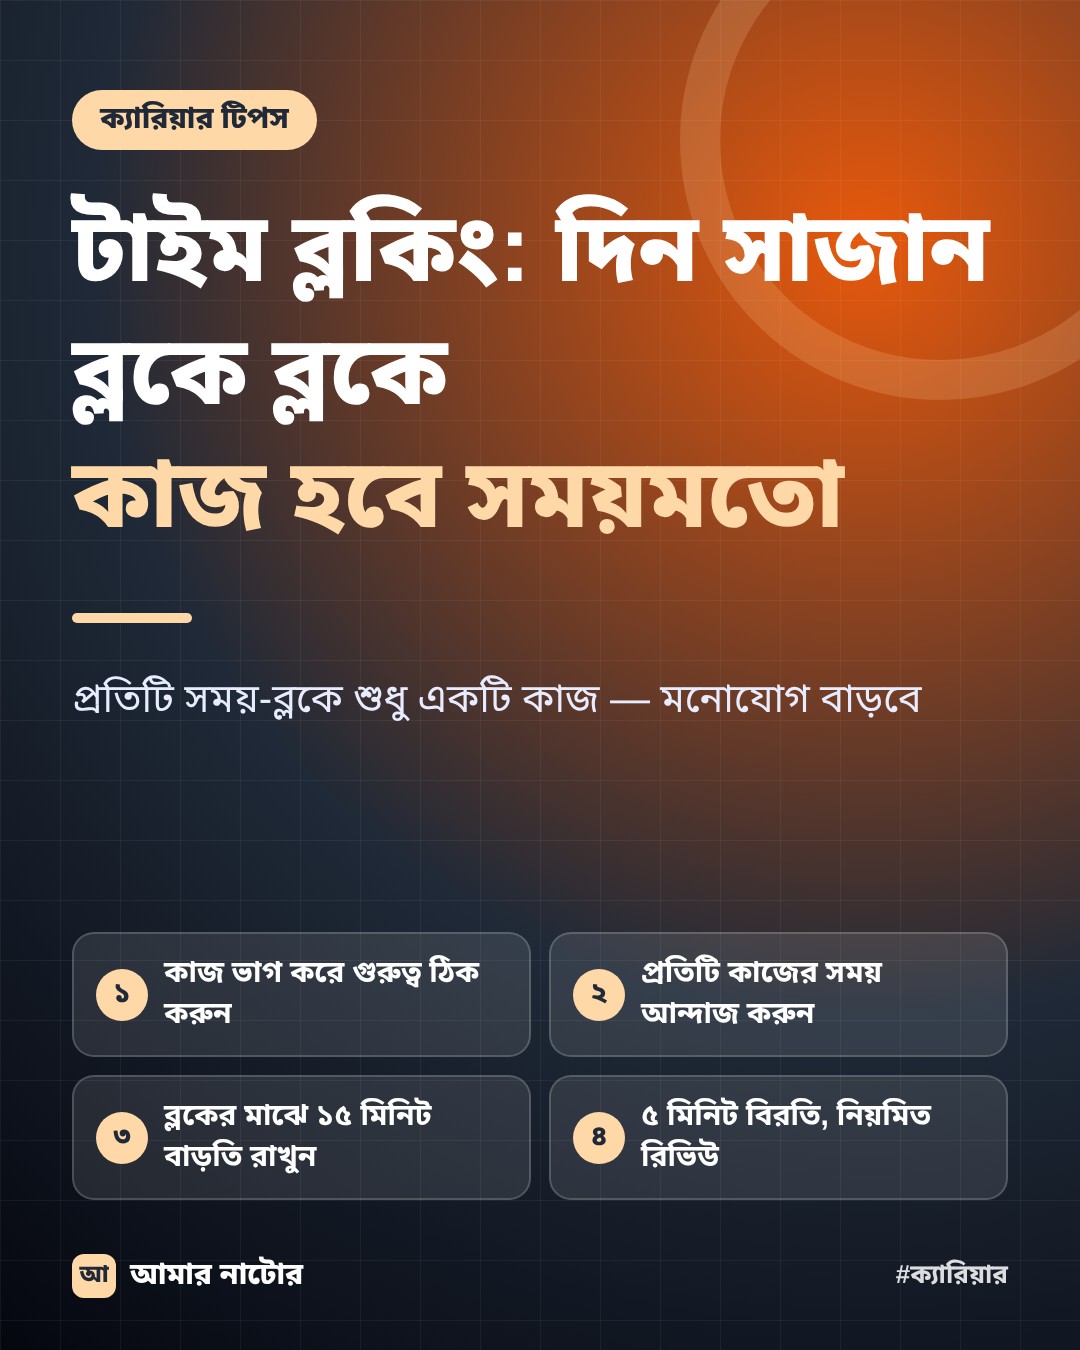 ক্যারিয়ার টিপস
টাইম ব্লকিং: দিন সাজান
ব্লকে ব্লকে
কাজ হবে সময়মতো
প্রতিটি সময়-ব্লকে শুধু একটি কাজ — মনোযোগ বাড়বে
১
কাজ ভাগ করে গুরুত্ব ঠিক
করুন
২
প্রতিটি কাজের সময়
আন্দাজ করুন
৩
ব্লকের মাঝে ১৫ মিনিট
বাড়তি রাখুন
৪
৫ মিনিট বিরতি, নিয়মিত
রিভিউ
আ
আমার নাটোর
#ক্যারিয়ার